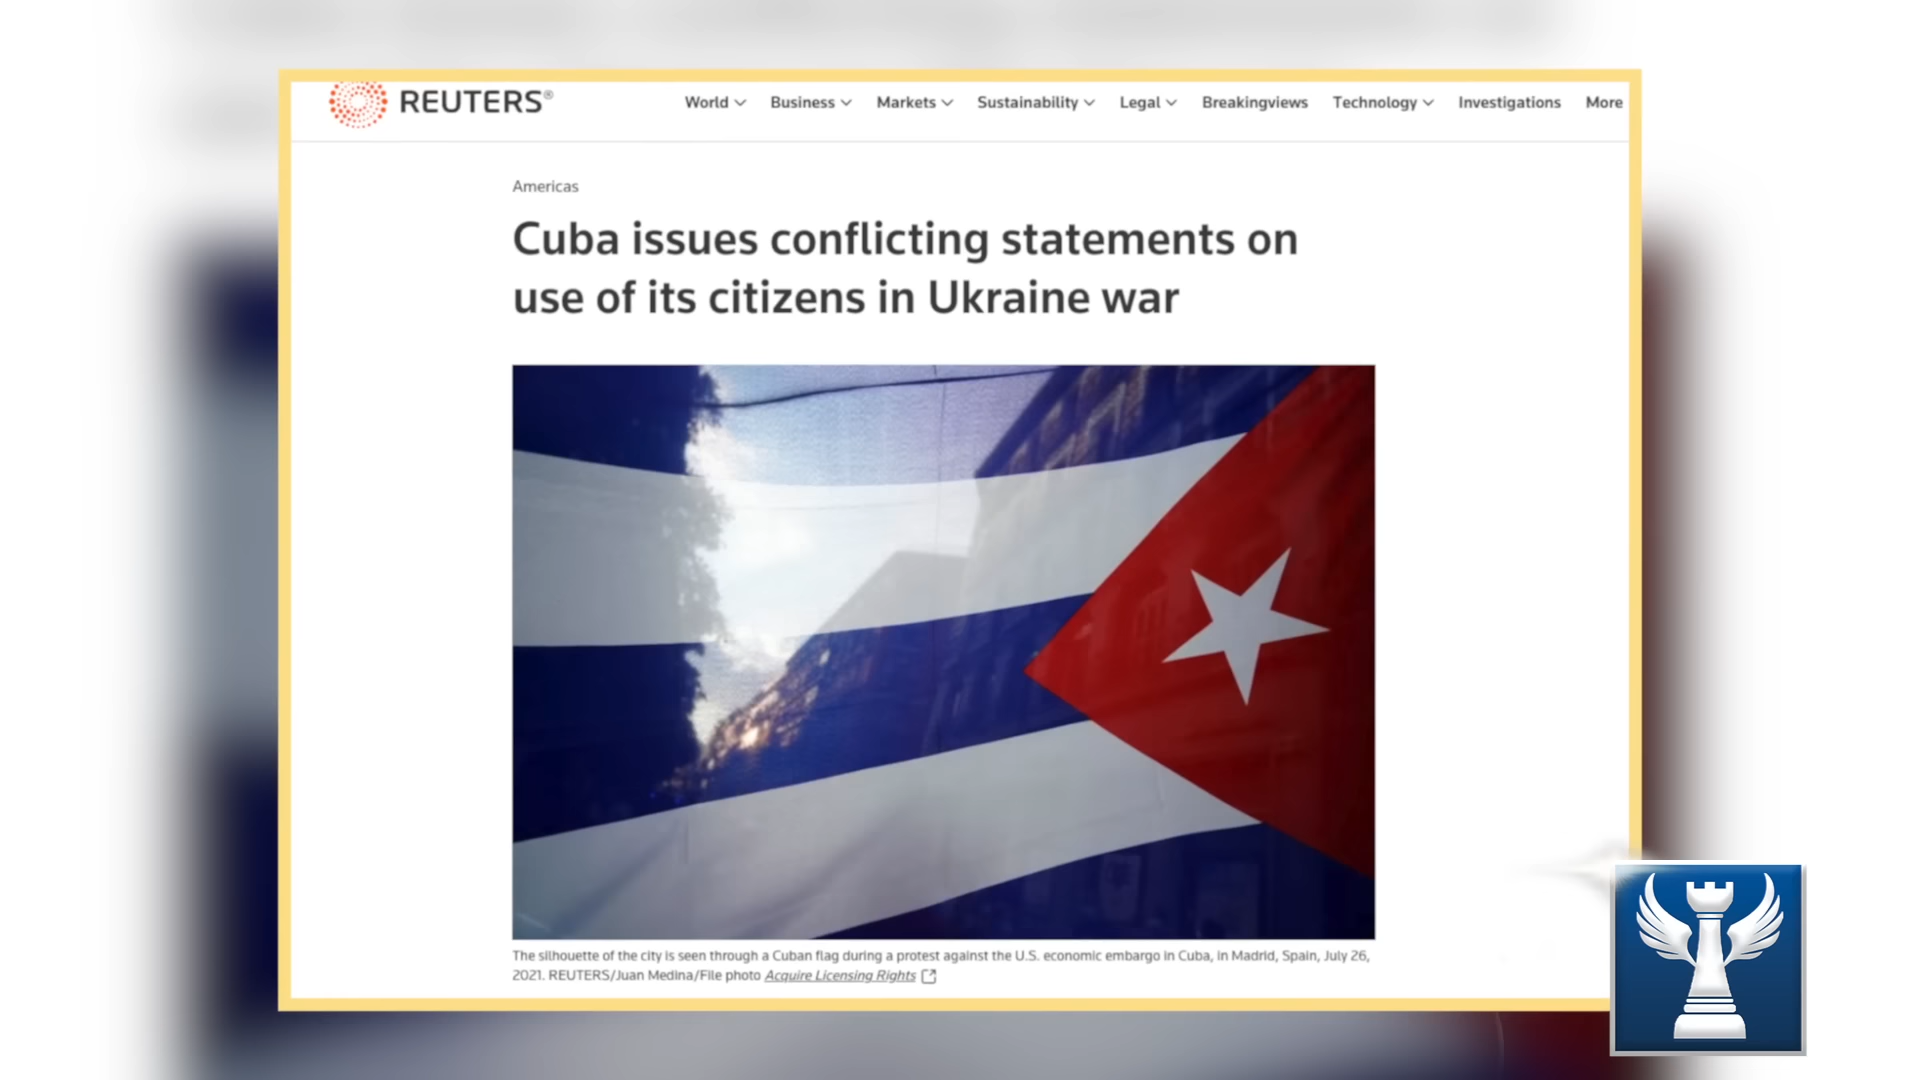 REUTERS®
World Business Markets Sustainability Legal Breakingviews Technology Investigations More
Americas
Cuba issues conflicting statements on
use of its citizens in Ukraine war
The silhouette of the city is seen through a Cuban flag during a protest against the U.S. economic embargo in Cuba, in Madrid, Spain, July 26,
2021. REUTERS/Juan Medina/File photo Acquire Licensing Rights